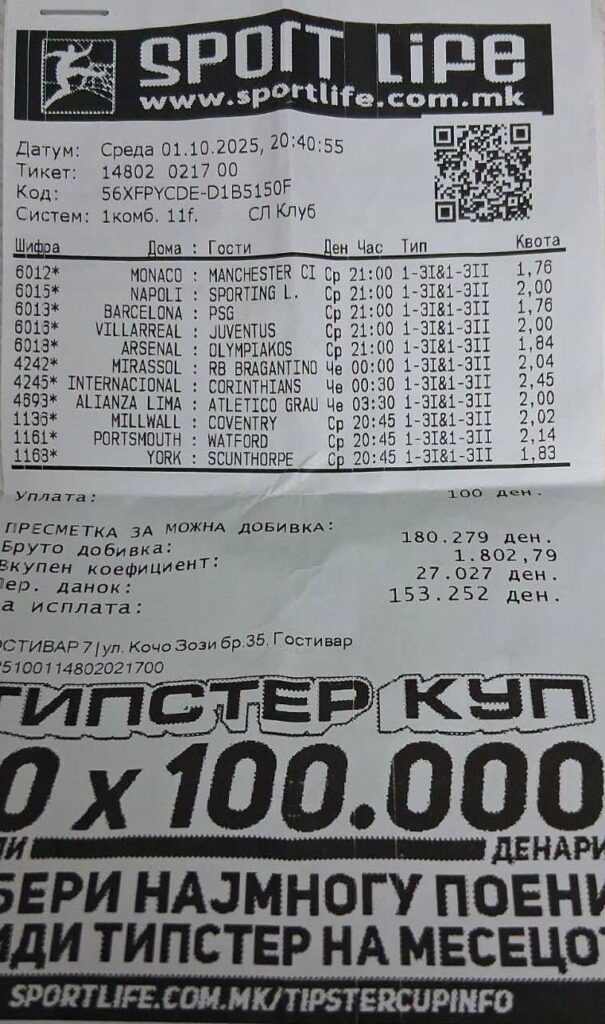 SPORT LIFE
www.sportlife.com.mk
Датум: Среда 01.10.2025, 20:40:55
Тикет: 14802 0217 00
Код: 56XFPYCDE-D1B5150F
Систем: 1комб. 11f. СЛ Клуб
Шифра Дома : Гости Ден Час Тип Квота
6012* MONACO : MANCHESTER CI Ср 21:00 1-3I&1-3II 1,76
6015* NAPOLI : SPORTING L. Ср 21:00 1-3I&1-3II 2,00
6013* BARCELONA : PSG Ср 21:00 1-3I&1-3II 1,76
6016* VILLARREAL : JUVENTUS Ср 21:00 1-3I&1-3II 2,00
6018* ARSENAL : OLYMPIAKOS Ср 21:00 1-3I&1-3II 1,84
4242* MIRASSOL : RB BRAGANTINO Че 00:00 1-3I&1-3II 2,04
4245* INTERNACIONAL : CORINTHIANS Че 00:30 1-3I&1-3II 2,45
4693* ALIANZA LIMA : ATLETICO GRAU Че 03:30 1-3I&1-3II 2,00
1136* MILLWALL : COVENTRY Ср 20:45 1-3I&1-3II 2,02
1161* PORTSMOUTH : WATFORD Ср 20:45 1-3I&1-3II 2,14
1168* YORK : SCUNTHORPE Ср 20:45 1-3I&1-3II 1,83
Уплата: 100 ден.
ПРЕСМЕТКА ЗА МОЖНА ДОБИВКА:
Бруто добивка: 180.279 ден.
вкупен коефициент: 1.802,79
пер. данок: 27.027 ден.
а исплата: 153.252 ден.
ОСТИВАР 7|ул. Кочо Зози бр.35, Гостивар
25100114802021700
ТИПСТЕР КУП
0 x 100.000
ЛИ ДЕНАРИ
БЕРИ НАЈМНОГУ ПОЕНИ
ИДИ ТИПСТЕР НА МЕСЕЦОТ
SPORTLIFE.COM.MK/TIPSTERCUPINFO